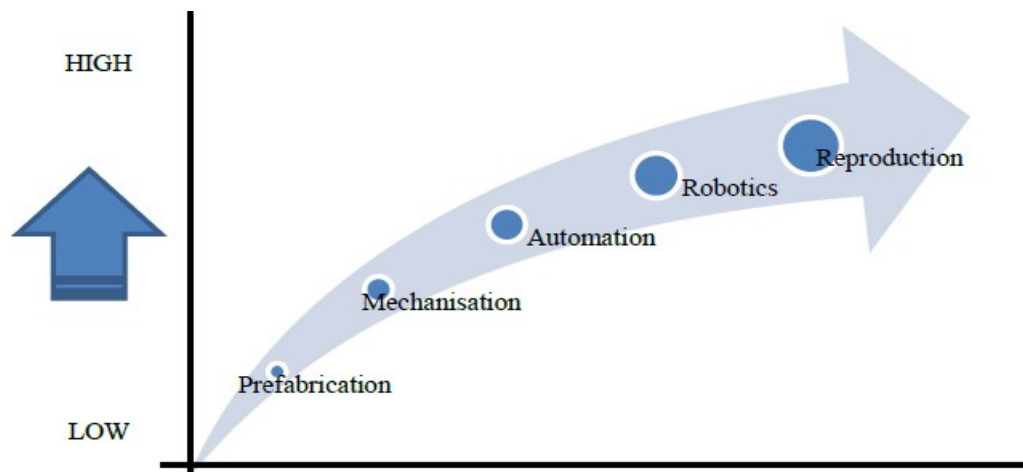 HIGH
Reproduction
Robotics
Automation
Mechanisation
Prefabrication
LOW